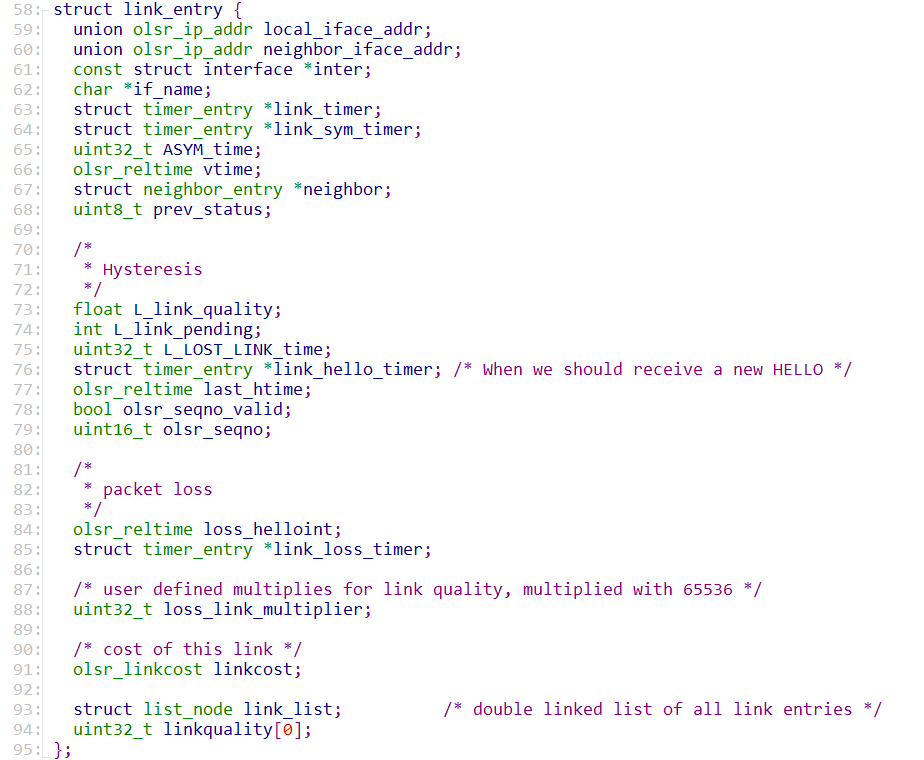 58: struct link_entry {
59:   union olsr_ip_addr local_iface_addr;
60:   union olsr_ip_addr neighbor_iface_addr;
61:   const struct interface *inter;
62:   char *if_name;
63:   struct timer_entry *link_timer;
64:   struct timer_entry *link_sym_timer;
65:   uint32_t ASYM_time;
66:   olsr_reltime vtime;
67:   struct neighbor_entry *neighbor;
68:   uint8_t prev_status;
69:
70:   /*
71:    * Hysteresis
72:    */
73:   float L_link_quality;
74:   int L_link_pending;
75:   uint32_t L_LOST_LINK_time;
76:   struct timer_entry *link_hello_timer; /* When we should receive a new HELLO */
77:   olsr_reltime last_htime;
78:   bool olsr_seqno_valid;
79:   uint16_t olsr_seqno;
80:
81:   /*
82:    * packet loss
83:    */
84:   olsr_reltime loss_helloint;
85:   struct timer_entry *link_loss_timer;
86:
87:   /* user defined multiplies for link quality, multiplied with 65536 */
88:   uint32_t loss_link_multiplier;
89:
90:   /* cost of this link */
91:   olsr_linkcost linkcost;
92:
93:   struct list_node link_list;          /* double linked list of all link entries */
94:   uint32_t linkquality[0];
95: };